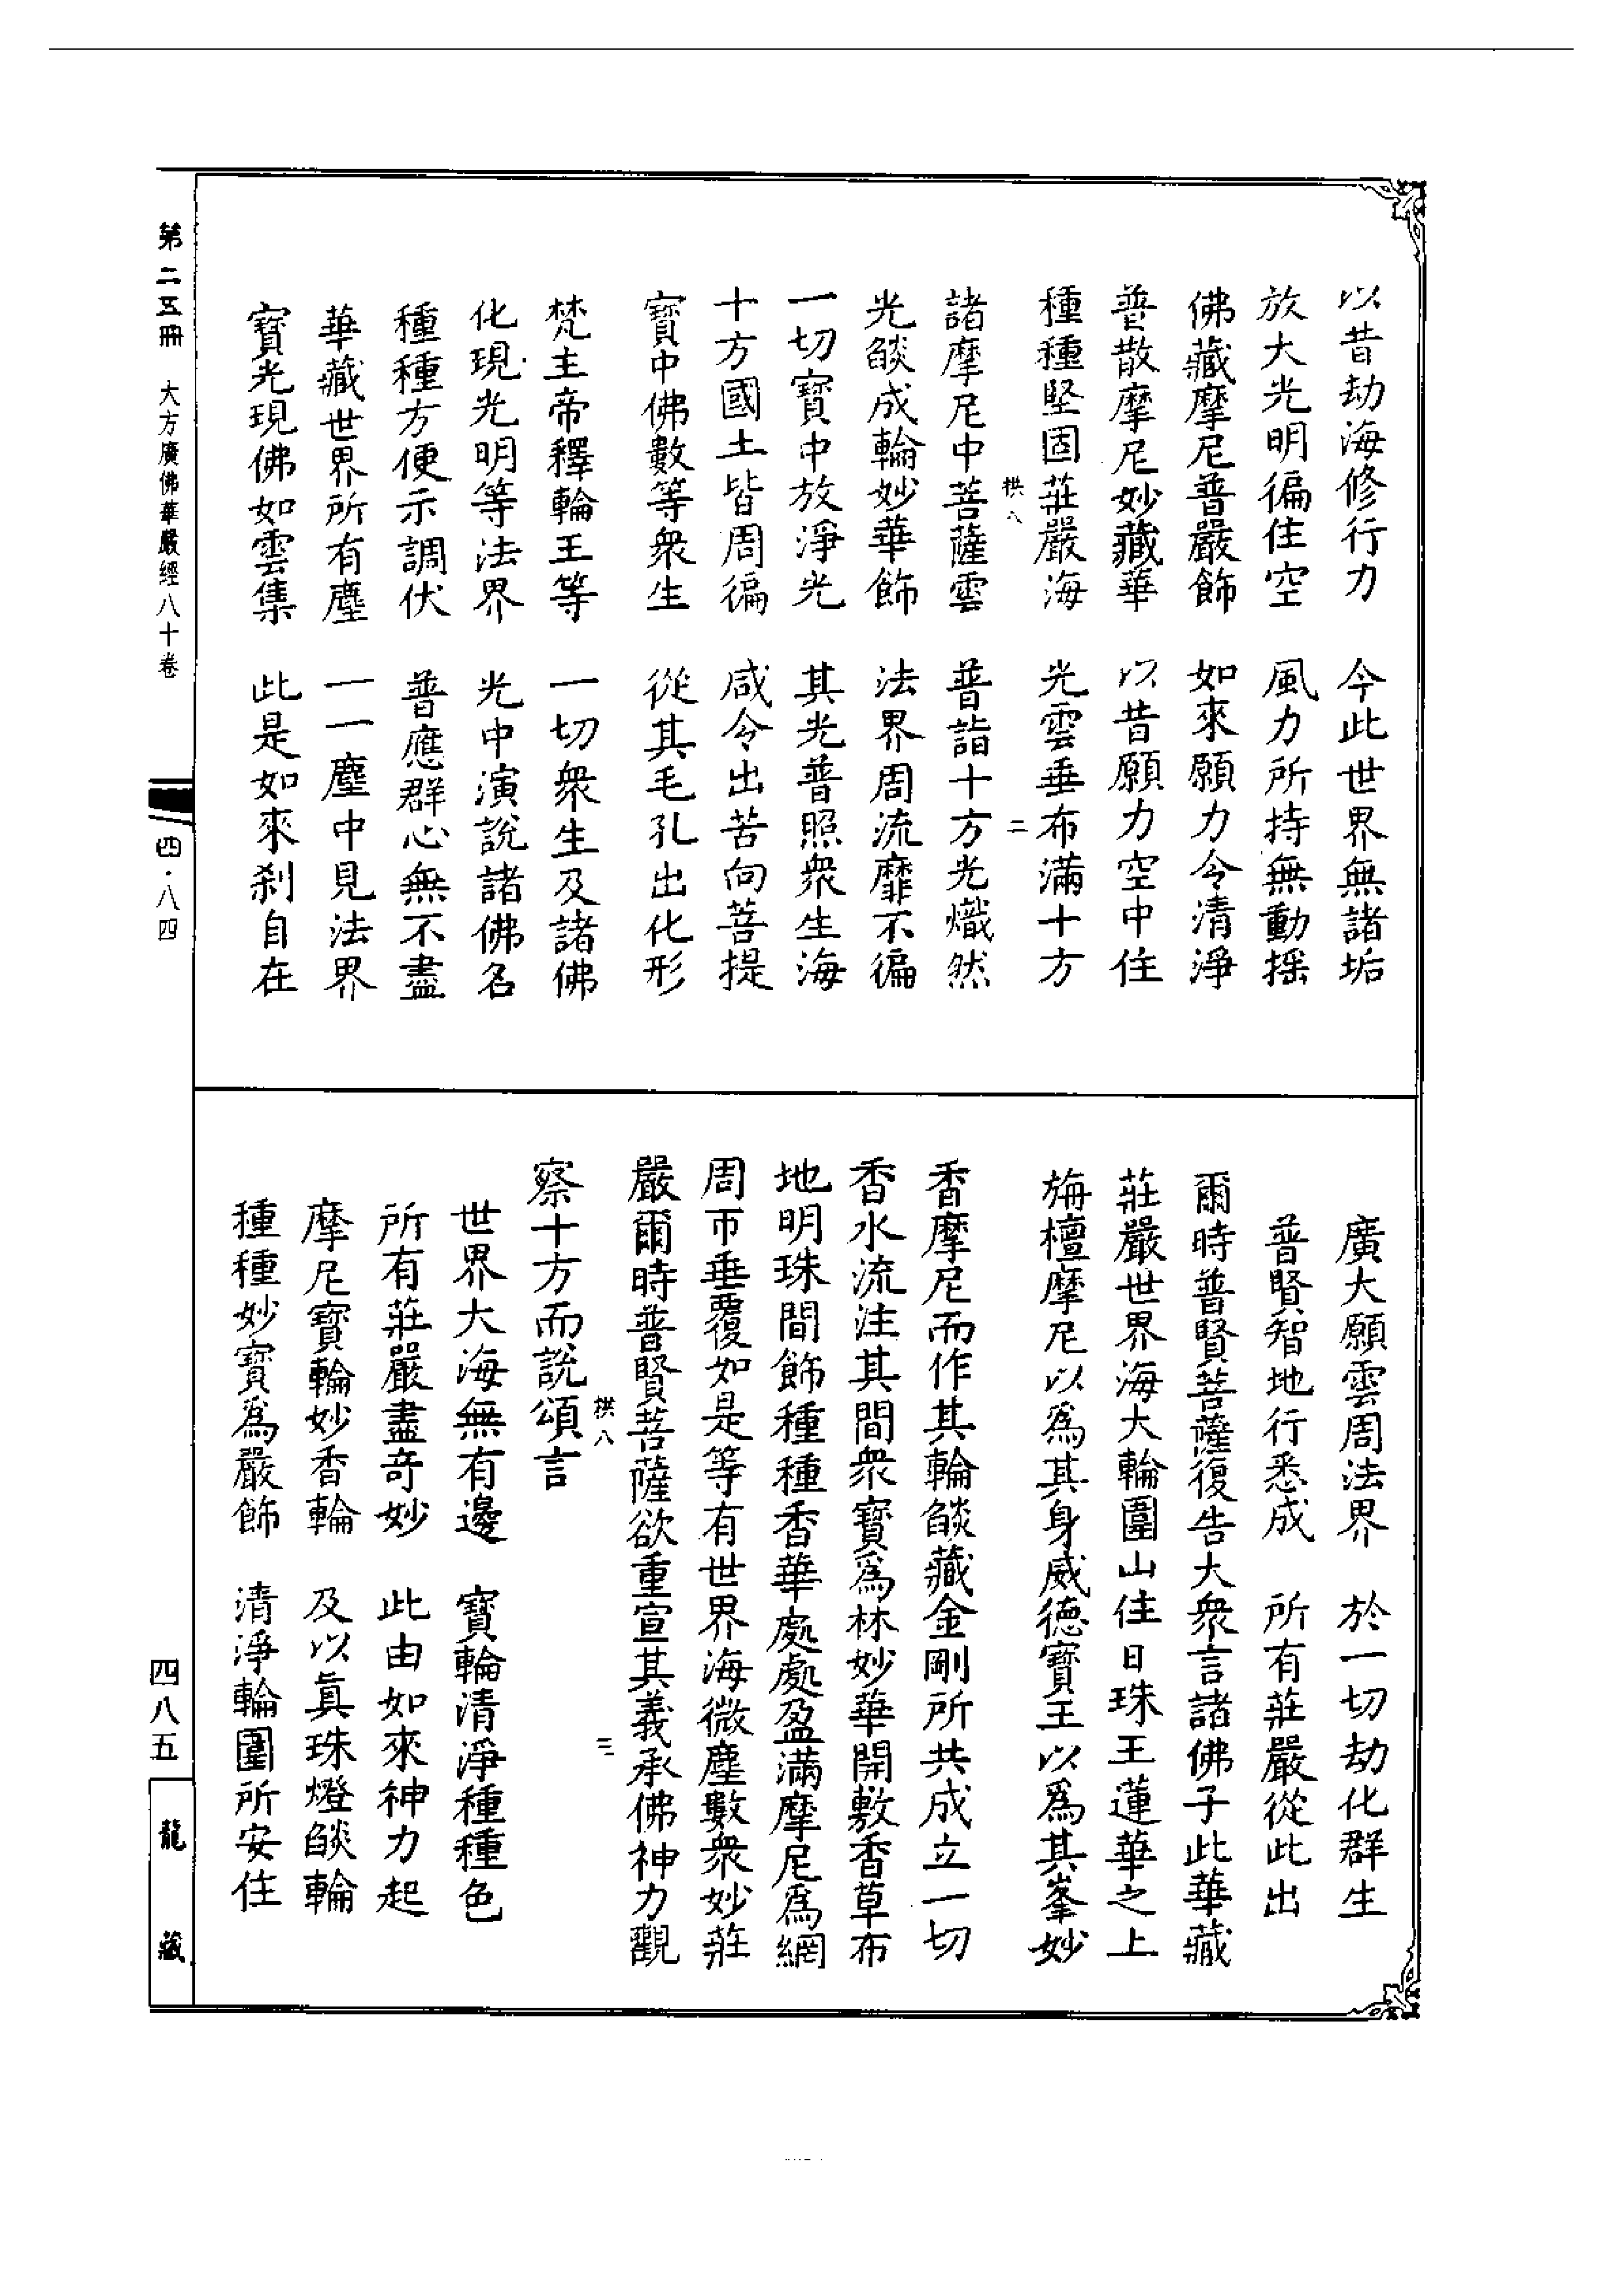 以昔劫海修行力　今此世界無諸垢
放大光明徧住空　風力所持無動摇
佛藏摩尼普嚴飾　如來願力令清淨
普散摩尼妙藏華　以昔願力空中住
種種堅固莊嚴海　光雲垂布滿十方
拱八　二
諸摩尼中菩薩雲　普詣十方光熾然
光燄成輪妙華飾　法界周流靡不徧
一切寶中放淨光　其光普照衆生海
十方國土皆周徧　咸令出苦向菩提
寶中佛數等衆生　從其毛孔出化形
梵主帝釋輪王等　一切衆生及諸佛
化現光明等法界　光中演說諸佛名
種種方便示調伏　普應群心無不盡
華藏世界所有塵　一一塵中見法界
寶光現佛如雲集　此是如來刹自在
廣大願雲周法界　於一切劫化群生
普賢智地行悉成　所有莊嚴從此出
爾時普賢菩薩復告大衆言諸佛子此華藏
莊嚴世界海大輪圍山住日珠王蓮華之上
栴檀摩尼以爲其身威德寶王以爲其峯妙
香摩尼而作其輪燄藏金剛所共成立一切
香水流注其間衆寶爲林妙華開敷香草布
地明珠間飾種種香華處處盈滿摩尼爲網
周帀垂覆如是等有世界海微塵數衆妙莊
嚴爾時普賢菩薩欲重宣其義承佛神力觀
拱八　三
察十方而說頌言
世界大海無有邊　寶輪清淨種種色
所有莊嚴盡奇妙　此由如來神力起
摩尼寶輪妙香輪　及以眞珠燈燄輪
種種妙寶爲嚴飾　清淨輪圍所安住
第二五冊　大方廣佛華嚴經八十卷　四·八四
四八五　龍藏